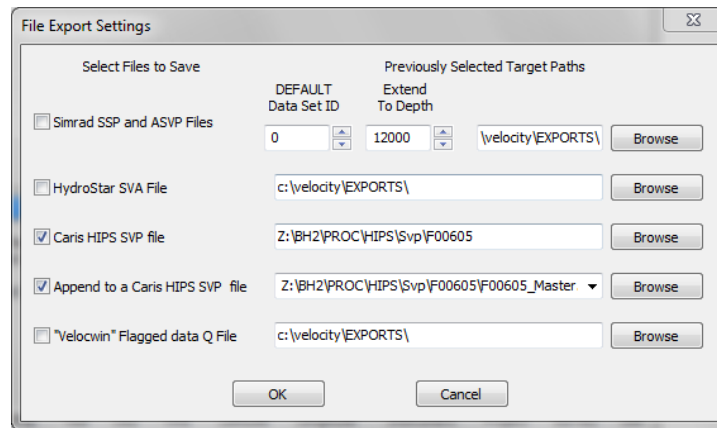 File Export Settings
Select Files to Save
Previously Selected Target Paths
DEFAULT
Data Set ID
Extend
To Depth
Simrad SSP and ASVP Files
0
12000
\velocity\EXPORTS\
Browse
HydroStar SVA File
c:\velocity\EXPORTS\
Browse
Caris HIPS SVP file
Z:\BH2\PROC\HIPS\Svp\F00605
Browse
Append to a Caris HIPS SVP file
Z:\BH2\PROC\HIPS\Svp\F00605\F00605_Master
Browse
"Velocwin" Flagged data Q File
c:\velocity\EXPORTS\
Browse
OK
Cancel